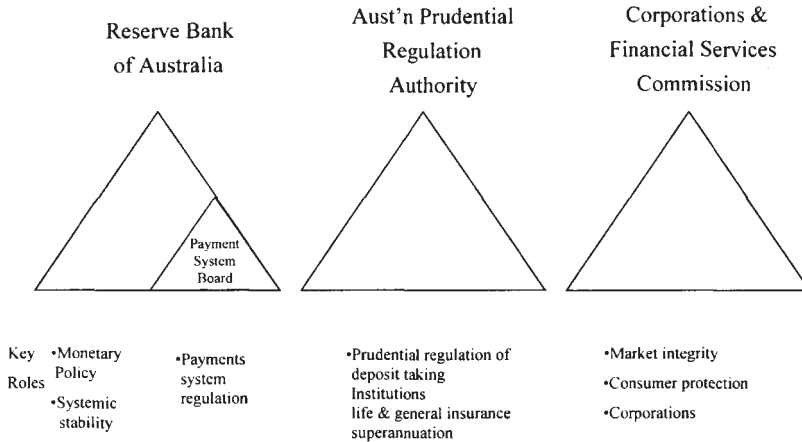 Reserve Bank
of Australia
Aust'n Prudential
Regulation
Authority
Corporations &
Financial Services
Commission
Payment
System
Board
Key
Roles
•Monetary
Policy
•Systemic
stability
•Payments
system
regulation
•Prudential regulation of
deposit taking
Institutions
life & general insurance
superannuation
•Market integrity
•Consumer protection
•Corporations